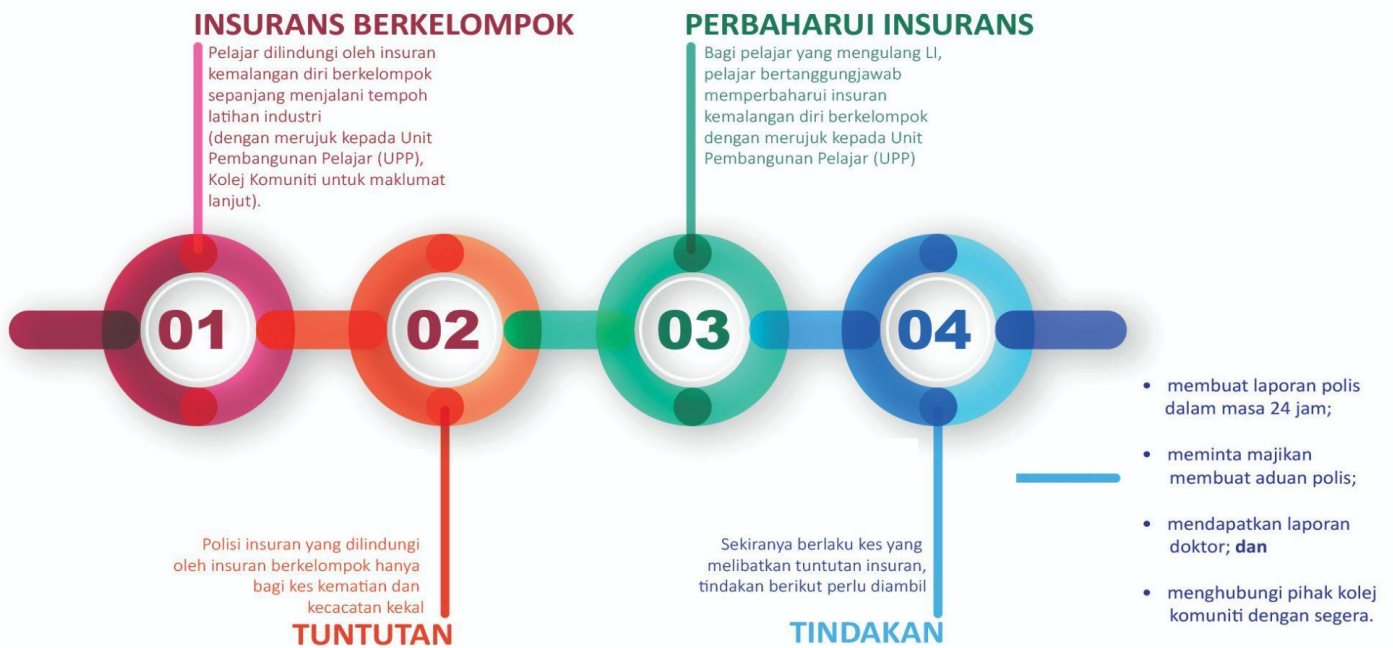 INSURANS BERKELOMPOK
Pelajar dilindungi oleh insuran
kemalangan diri berkelompok
sepanjang menjalani tempoh
latihan industri
(dengan merujuk kepada Unit
Pembangunan Pelajar (UPP),
Kolej Komuniti untuk maklumat
lanjut).
PERBAHARUI INSURANS
Bagi pelajar yang mengulang LI,
pelajar bertanggungjawab
memperbaharui insuran
kemalangan diri berkelompok
dengan merujuk kepada Unit
Pembangunan Pelajar (UPP)
01
02
03
04
Polisi insuran yang dilindungi
oleh insuran berkelompok hanya
bagi kes kematian dan
kecacatan kekal
TUNTUTAN
Sekiranya berlaku kes yang
melibatkan tuntutan insuran,
tindakan berikut perlu diambil
TINDAKAN
• membuat laporan polis
dalam masa 24 jam;
• meminta majikan
membuat aduan polis;
• mendapatkan laporan
doktor; dan
• menghubungi pihak kolej
komuniti dengan segera.